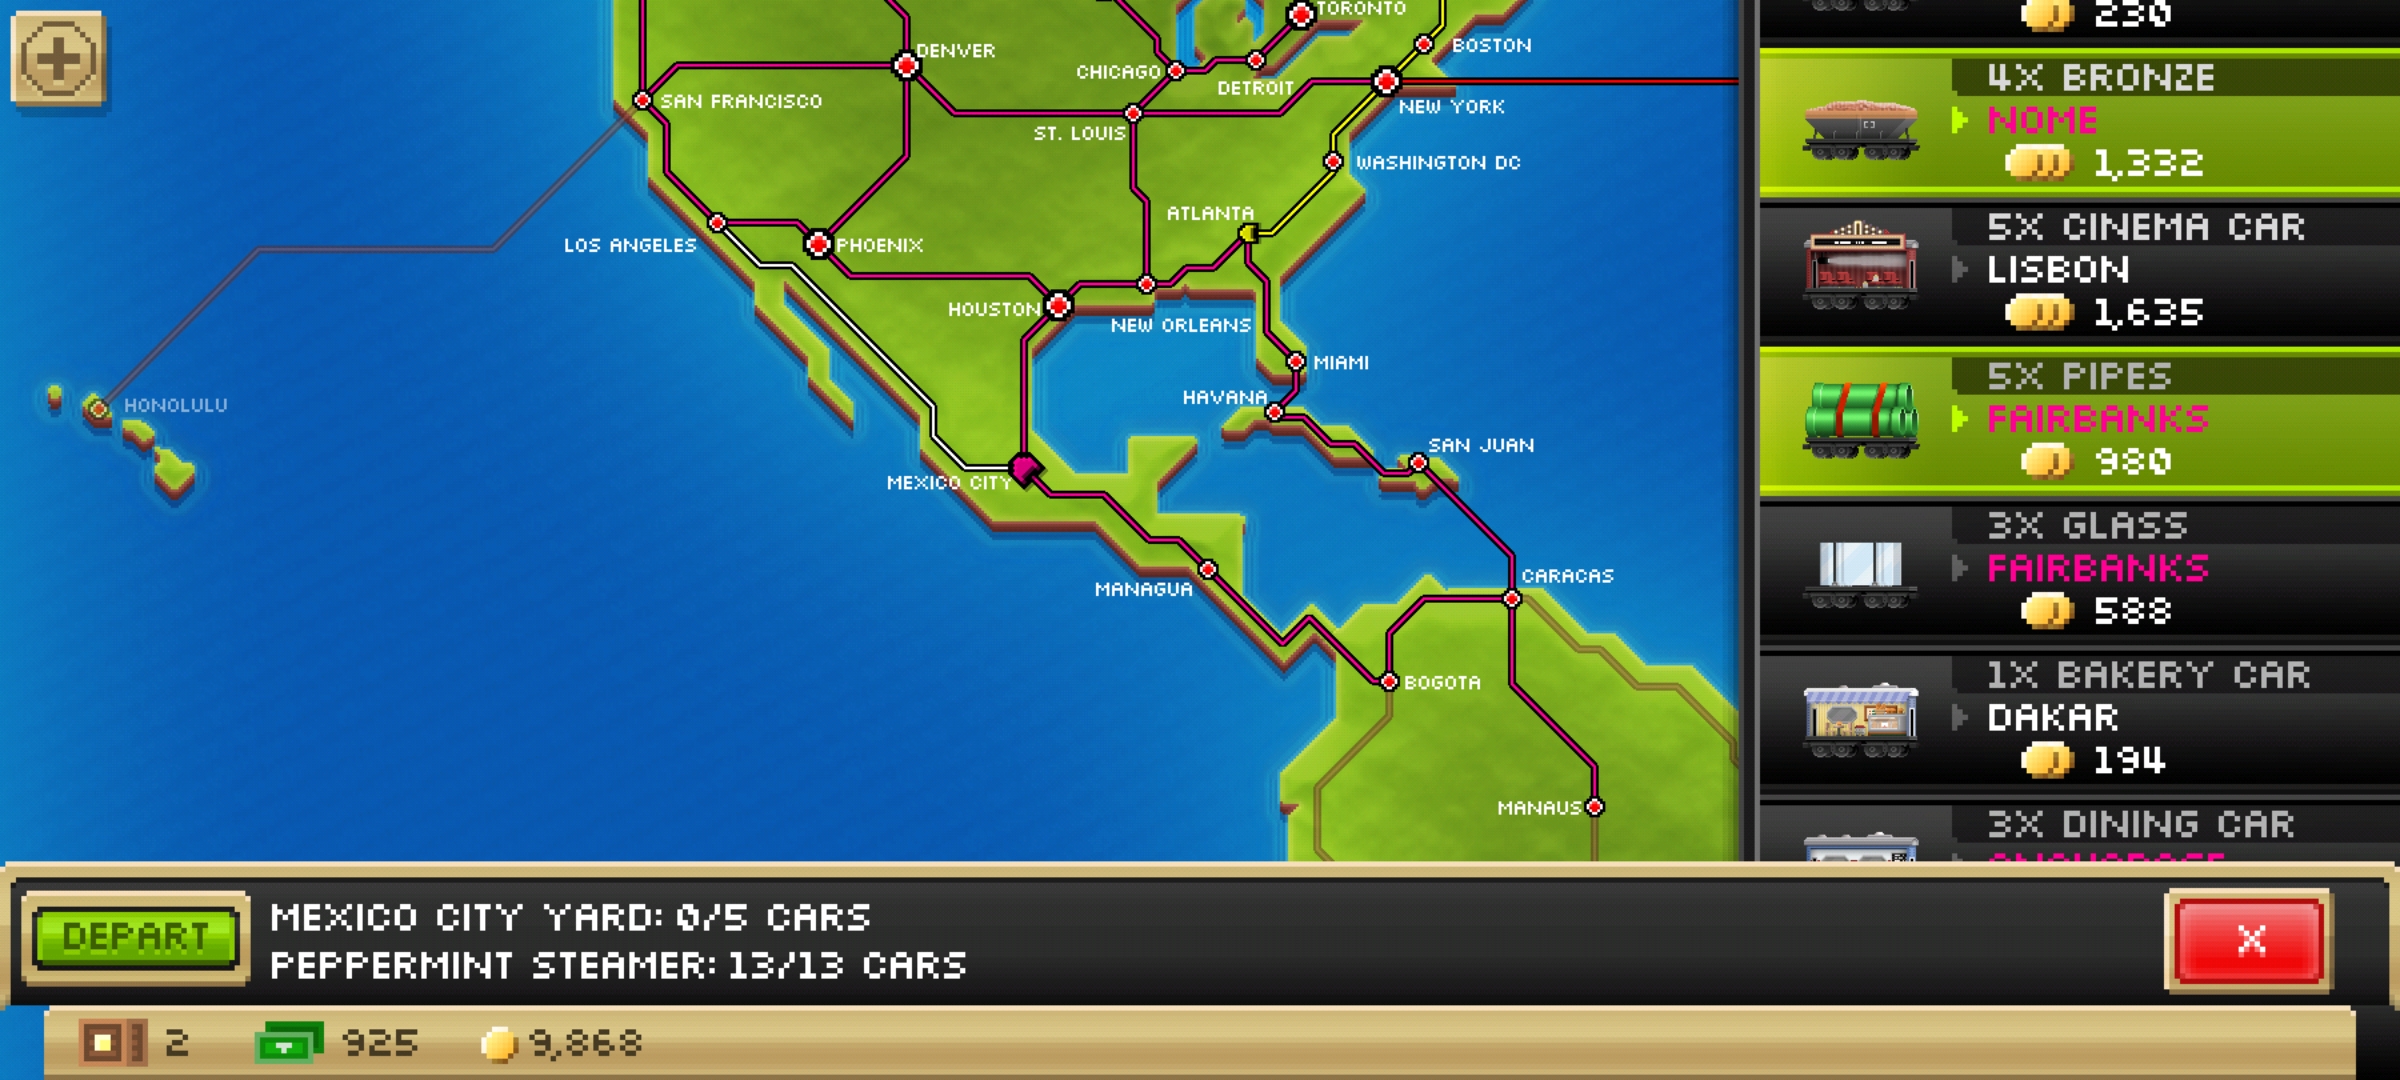 TORONTO
DENVER
BOSTON
CHICAGO
DETROIT
SAN FRANCISCO
NEW YORK
ST. LOUIS
WASHINGTON DC
ATLANTA
LOS ANGELES
PHOENIX
HOUSTON
NEW ORLEANS
MIAMI
HAVANA
HONOLULU
SAN JUAN
MEXICO CITY
CARACAS
MANAGUA
BOGOTA
MANAUS
230
4X BRONZE
NOME
1,332
5X CINEMA CAR
LISBON
1,635
5X PIPES
FAIRBANKS
980
3X GLASS
FAIRBANKS
588
1X BAKERY CAR
DAKAR
194
3X DINING CAR
DEPART
MEXICO CITY YARD: 0/5 CARS
PEPPERMINT STEAMER: 13/13 CARS
X
2
925
9,868